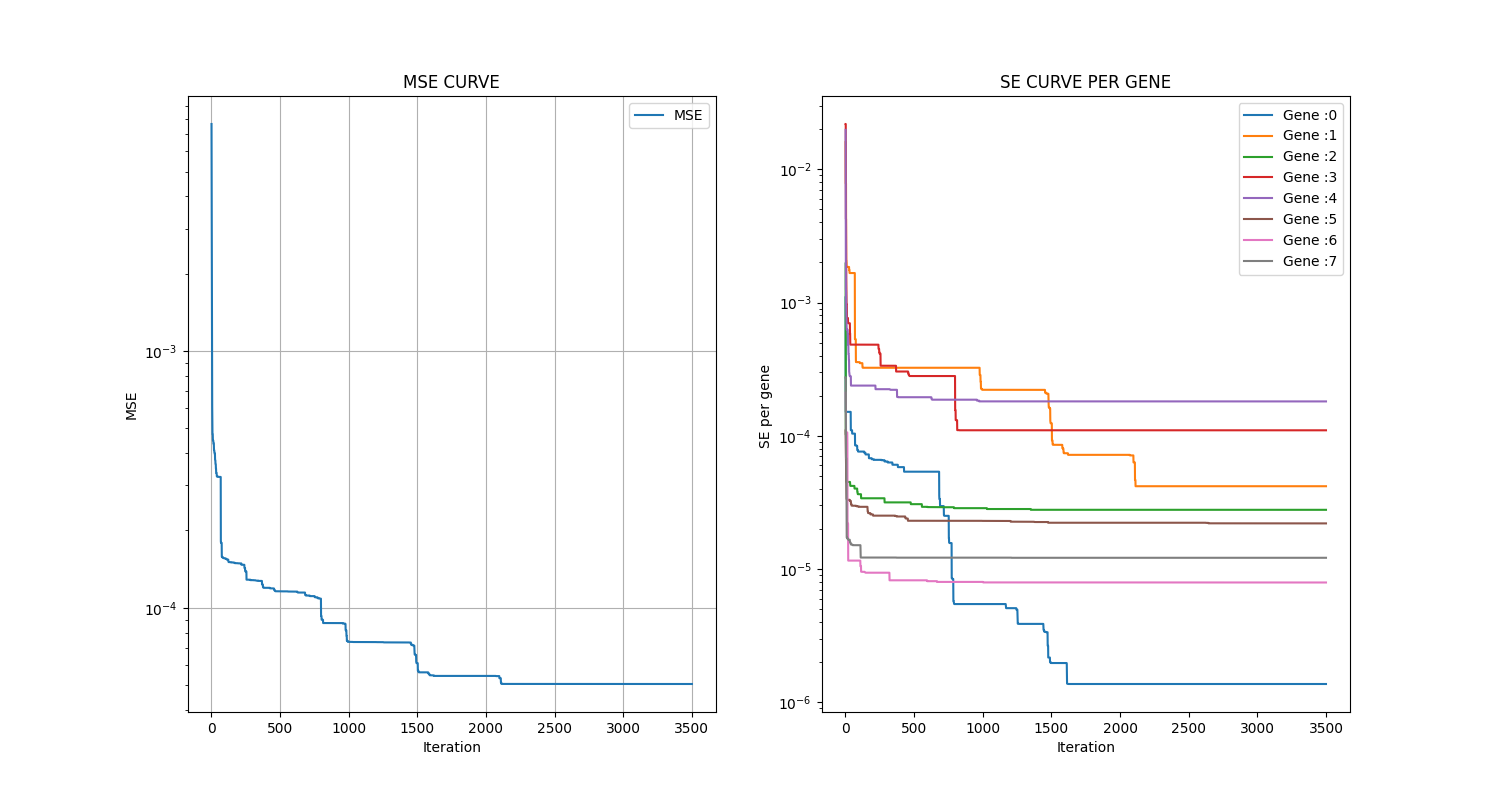 MSE CURVE
MSE
10⁻³
10⁻⁴
MSE
0 500 1000 1500 2000 2500 3000 3500
Iteration
SE CURVE PER GENE
Gene :0
Gene :1
Gene :2
Gene :3
Gene :4
Gene :5
Gene :6
Gene :7
10⁻²
10⁻³
10⁻⁴
10⁻⁵
10⁻⁶
SE per gene
0 500 1000 1500 2000 2500 3000 3500
Iteration